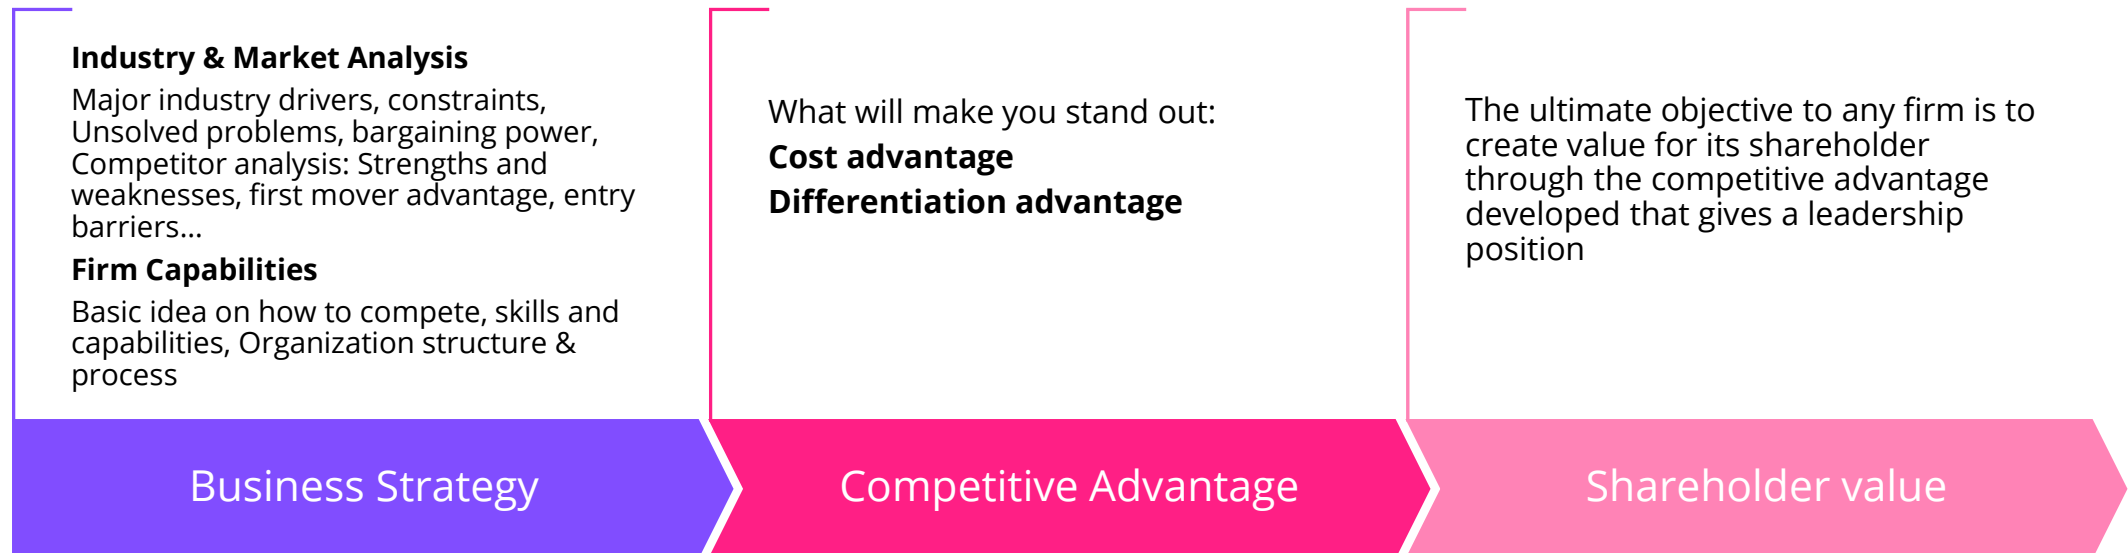 Industry & Market Analysis
Major industry drivers, constraints,
Unsolved problems, bargaining power,
Competitor analysis: Strengths and
weaknesses, first mover advantage, entry
barriers...
Firm Capabilities
Basic idea on how to compete, skills and
capabilities, Organization structure &
process
Business Strategy
What will make you stand out:
Cost advantage
Differentiation advantage
Competitive Advantage
The ultimate objective to any firm is to
create value for its shareholder
through the competitive advantage
developed that gives a leadership
position
Shareholder value